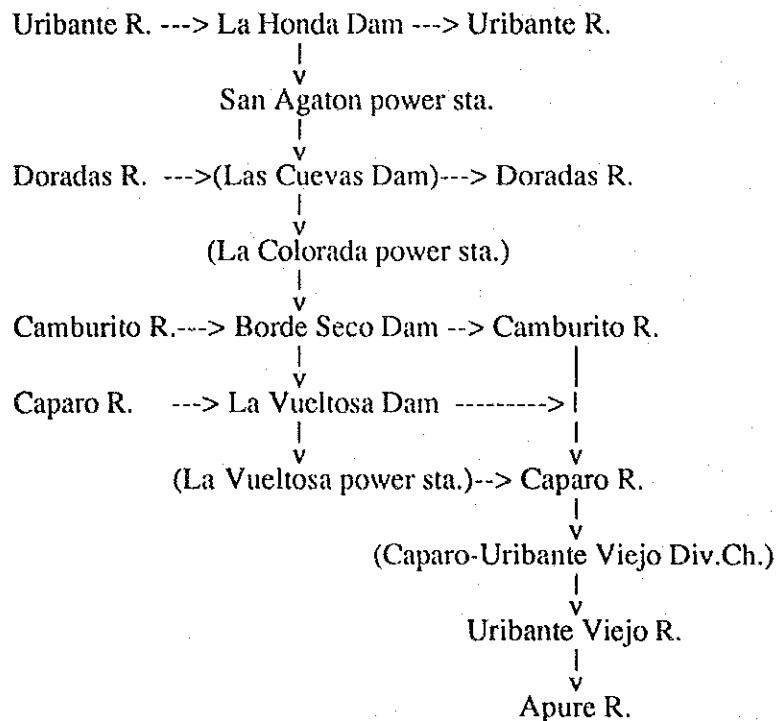 Uribante R. ---> La Honda Dam ---> Uribante R.
|
v
San Agaton power sta.
|
v
Doradas R. --->(Las Cuevas Dam)---> Doradas R.
|
v
(La Colorada power sta.)
|
v
Camburito R.---> Borde Seco Dam --> Camburito R.
| |
v |
Caparo R. ---> La Vueltosa Dam ---------> |
| |
v v
(La Vueltosa power sta.)--> Caparo R.
|
v
(Caparo-Uribante Viejo Div.Ch.)
|
v
Uribante Viejo R.
|
v
Apure R.